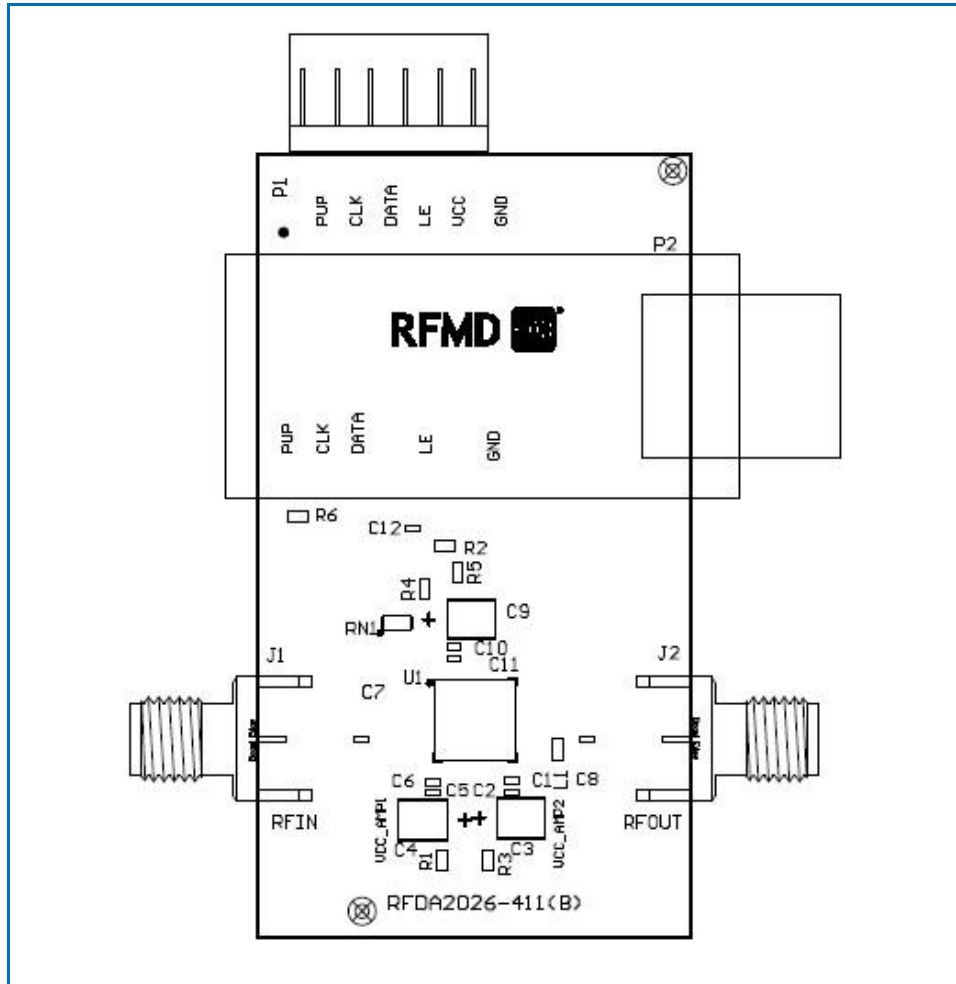 P1
PUP
CLK
DATA
LE
VCC
GND
P2
RFMD
PUP
CLK
DATA
LE
GND
R6
C12
R2
R5
R4
C9
RN1
C10
J1
C11
J2
U1
C7
C6
C5
C2
C1
L1
C8
RFIN
VCC_AMP1
VCC_AMP2
RFOUT
C4
C3
R1
R3
RFDA2026-411(B)